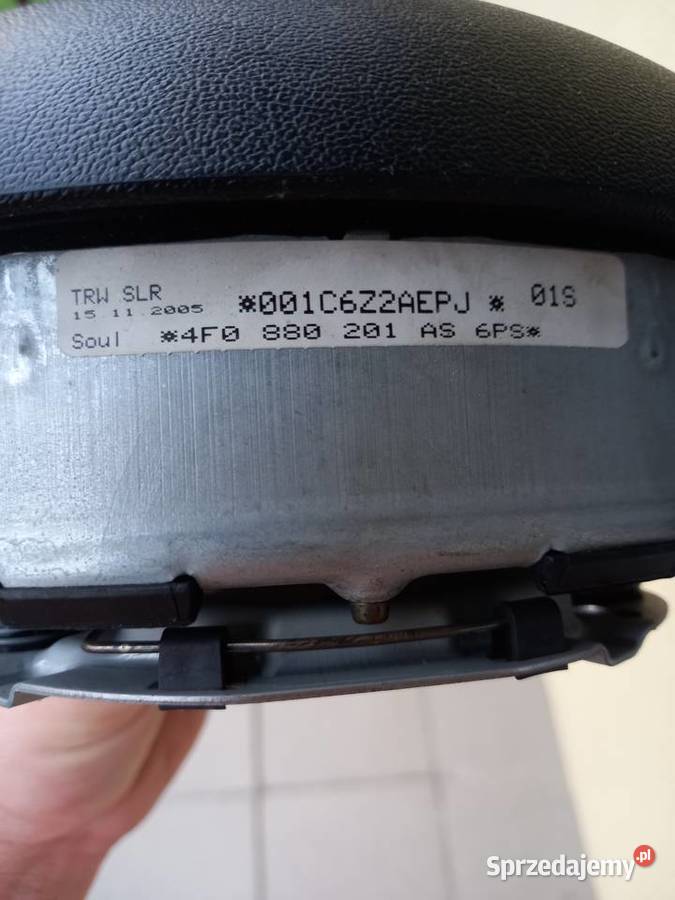 TRW SLR
15 11.2005
*001C6Z2AEPJ * 01S
Soul *4F0 880 201 AS 6PS*
Sprzedajemy.pl